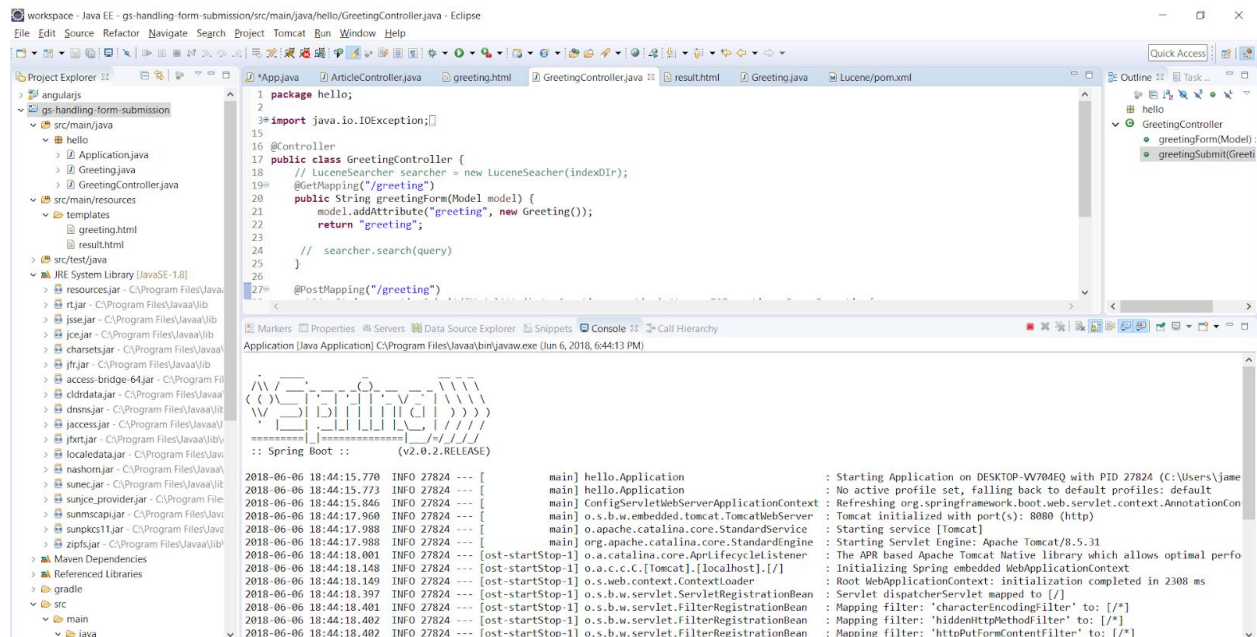 workspace - Java EE - gs-handling-form-submission/src/main/java/hello/GreetingController.java - Eclipse
File Edit Source Refactor Navigate Search Project Tomcat Run Window Help
Quick Access
Project Explorer
angularjs
gs-handling-form-submission
src/main/java
hello
Application.java
Greeting.java
GreetingController.java
src/main/resources
templates
greeting.html
result.html
src/test/java
JRE System Library [JavaSE-1.8]
resources.jar - C:\Program Files\Javaa
rt.jar - C:\Program Files\Javaa\lib
jsse.jar - C:\Program Files\Javaa\lib
jce.jar - C:\Program Files\Javaa\lib
charsets.jar - C:\Program Files\Javaa\
jfr.jar - C:\Program Files\Javaa\lib
access-bridge-64.jar - C:\Program Fil
cldrdata.jar - C:\Program Files\Javaa\
dnsns.jar - C:\Program Files\Javaa\lib
jaccess.jar - C:\Program Files\Javaa\l
jfxrt.jar - C:\Program Files\Javaa\lib\
localedata.jar - C:\Program Files\Java
nashorn.jar - C:\Program Files\Javaa\
sunec.jar - C:\Program Files\Javaa\lib
sunjce_provider.jar - C:\Program Files
sunmscapi.jar - C:\Program Files\Java
sunpkcs11.jar - C:\Program Files\Java
zipfs.jar - C:\Program Files\Javaa\lib\
Maven Dependencies
Referenced Libraries
gradle
src
main
java
*App.java ArticleController.java greeting.html GreetingController.java result.html Greeting.java Lucene/pom.xml
1 package hello;
2
3 import java.io.IOException;
15
16 @Controller
17 public class GreetingController {
18 // LuceneSearcher searcher = new LuceneSeacher(indexDIr);
19 @GetMapping("/greeting")
20 public String greetingForm(Model model) {
21 model.addAttribute("greeting", new Greeting());
22 return "greeting";
23
24 // searcher.search(query)
25 }
26
27 @PostMapping("/greeting")
Outline Task ...
hello
GreetingController
greetingForm(Model) :
greetingSubmit(Greeti
Markers Properties Servers Data Source Explorer Snippets Console Call Hierarchy
Application [Java Application] C:\Program Files\Javaa\bin\javaw.exe (Jun 6, 2018, 6:44:13 PM)
Spring
:: Spring Boot :: (v2.0.2.RELEASE)
2018-06-06 18:44:15.770 INFO 27824 --- [ main] hello.Application : Starting Application on DESKTOP-VV704EQ with PID 27824 (C:\Users\jame
2018-06-06 18:44:15.773 INFO 27824 --- [ main] hello.Application : No active profile set, falling back to default profiles: default
2018-06-06 18:44:15.846 INFO 27824 --- [ main] ConfigServletWebServerApplicationContext : Refreshing org.springframework.boot.web.servlet.context.AnnotationCon
2018-06-06 18:44:17.960 INFO 27824 --- [ main] o.s.b.w.embedded.tomcat.TomcatWebServer : Tomcat initialized with port(s): 8080 (http)
2018-06-06 18:44:17.988 INFO 27824 --- [ main] o.apache.catalina.core.StandardService : Starting service [Tomcat]
2018-06-06 18:44:17.988 INFO 27824 --- [ main] org.apache.catalina.core.StandardEngine : Starting Servlet Engine: Apache Tomcat/8.5.31
2018-06-06 18:44:18.001 INFO 27824 --- [ost-startStop-1] o.a.catalina.core.AprLifecycleListener : The APR based Apache Tomcat Native library which allows optimal perfo
2018-06-06 18:44:18.148 INFO 27824 --- [ost-startStop-1] o.a.c.c.C.[Tomcat].[localhost].[/] : Initializing Spring embedded WebApplicationContext
2018-06-06 18:44:18.149 INFO 27824 --- [ost-startStop-1] o.s.web.context.ContextLoader : Root WebApplicationContext: initialization completed in 2308 ms
2018-06-06 18:44:18.397 INFO 27824 --- [ost-startStop-1] o.s.b.w.servlet.ServletRegistrationBean : Servlet dispatcherServlet mapped to [/]
2018-06-06 18:44:18.401 INFO 27824 --- [ost-startStop-1] o.s.b.w.servlet.FilterRegistrationBean : Mapping filter: 'characterEncodingFilter' to: [/*]
2018-06-06 18:44:18.402 INFO 27824 --- [ost-startStop-1] o.s.b.w.servlet.FilterRegistrationBean : Mapping filter: 'hiddenHttpMethodFilter' to: [/*]
2018-06-06 18:44:18.402 INFO 27824 --- [ost-startStop-1] o.s.b.w.servlet.FilterRegistrationBean : Mapping filter: 'httpPutFormContentFilter' to: [/*]